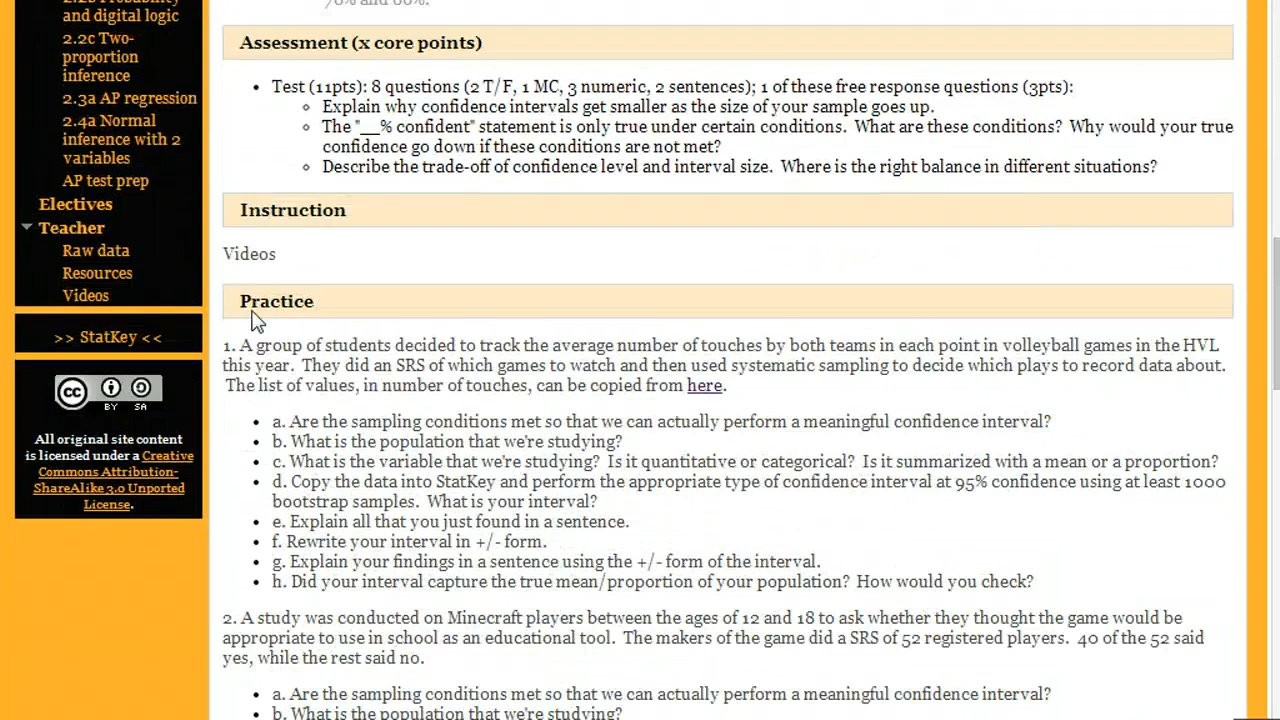 and digital logic
2.2c Two-
proportion
inference
2.3a AP regression
2.4a Normal
inference with 2
variables
AP test prep
Electives
Teacher
Raw data
Resources
Videos
>> StatKey <<
cc BY SA
All original site content
is licensed under a Creative
Commons Attribution-
ShareAlike 3.0 Unported
License.
Assessment (x core points)
• Test (11pts): 8 questions (2 T/F, 1 MC, 3 numeric, 2 sentences); 1 of these free response questions (3pts):
◦ Explain why confidence intervals get smaller as the size of your sample goes up.
◦ The "__% confident" statement is only true under certain conditions. What are these conditions? Why would your true
confidence go down if these conditions are not met?
◦ Describe the trade-off of confidence level and interval size. Where is the right balance in different situations?
Instruction
Videos
Practice
1. A group of students decided to track the average number of touches by both teams in each point in volleyball games in the HVL
this year. They did an SRS of which games to watch and then used systematic sampling to decide which plays to record data about.
The list of values, in number of touches, can be copied from here.
• a. Are the sampling conditions met so that we can actually perform a meaningful confidence interval?
• b. What is the population that we're studying?
• c. What is the variable that we're studying? Is it quantitative or categorical? Is it summarized with a mean or a proportion?
• d. Copy the data into StatKey and perform the appropriate type of confidence interval at 95% confidence using at least 1000
bootstrap samples. What is your interval?
• e. Explain all that you just found in a sentence.
• f. Rewrite your interval in +/- form.
• g. Explain your findings in a sentence using the +/- form of the interval.
• h. Did your interval capture the true mean/proportion of your population? How would you check?
2. A study was conducted on Minecraft players between the ages of 12 and 18 to ask whether they thought the game would be
appropriate to use in school as an educational tool. The makers of the game did a SRS of 52 registered players. 40 of the 52 said
yes, while the rest said no.
• a. Are the sampling conditions met so that we can actually perform a meaningful confidence interval?
• b. What is the population that we're studying?